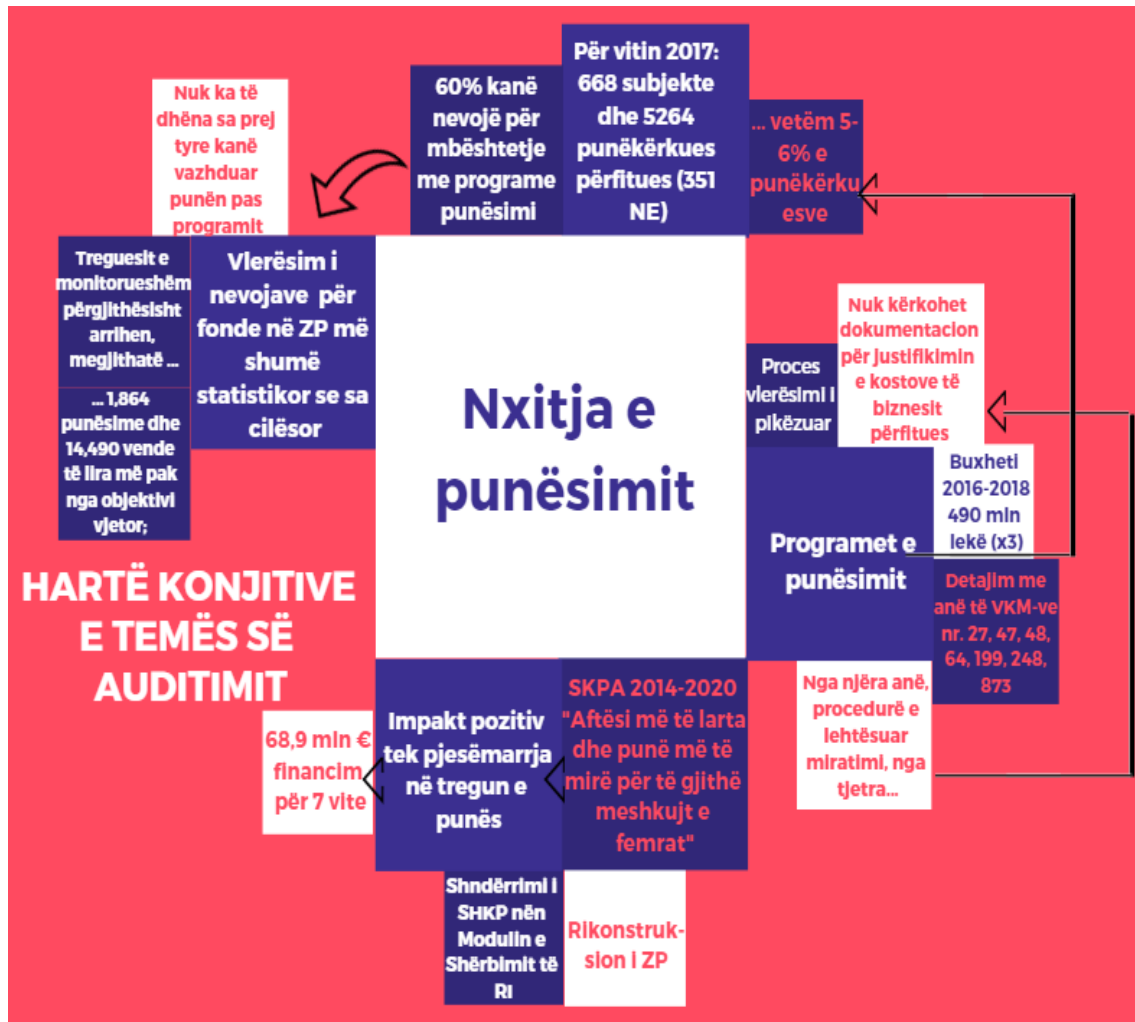 Për vitin 2017:
668 subjekte
dhe 5264
punëkërkues
përfitues (351
NE)
60% kanë
nevojë për
mbështetje
me programe
punësimi
... vetëm 5-
6% e
punëkërku
esve
Nuk ka të
dhëna sa prej
tyre kanë
vazhduar
punën pas
programit
Treguesit e
monitorueshëm
përgjithësisht
arrihen,
megjithatë ...
... 1,864
punësime dhe
14,490 vende
të lira më pak
nga objektivi
vjetor;
Vlerësim i
nevojave për
fonde në ZP më
shumë
statistikor se sa
cilësor
Nxitja e
punësimit
Proces
vlerësimi i
pikëzuar
Nuk kërkohet
dokumentacion
për justifikimin
e kostove të
biznesit
përfitues
Programet e
punësimit
Buxheti
2016-2018
490 mln
lekë (x3)
Detajim me
anë të VKM-ve
nr. 27, 47, 48,
64, 199, 248,
873
Nga njëra anë,
procedurë e
lehtësuar
miratimi, nga
tjetra...
HARTË KONJITIVE
E TEMËS SË
AUDITIMIT
68,9 mln €
financim
për 7 vite
Impakt pozitiv
tek pjesëmarrja
në tregun e
punës
SKPA 2014-2020
"Aftësi më të larta
dhe punë më të
mirë për të gjithë
meshkujt e
femrat"
Shndërrimi i
SHKP nën
Modulin e
Shërbimit të
RI
Rikonstruk-
sion i ZP